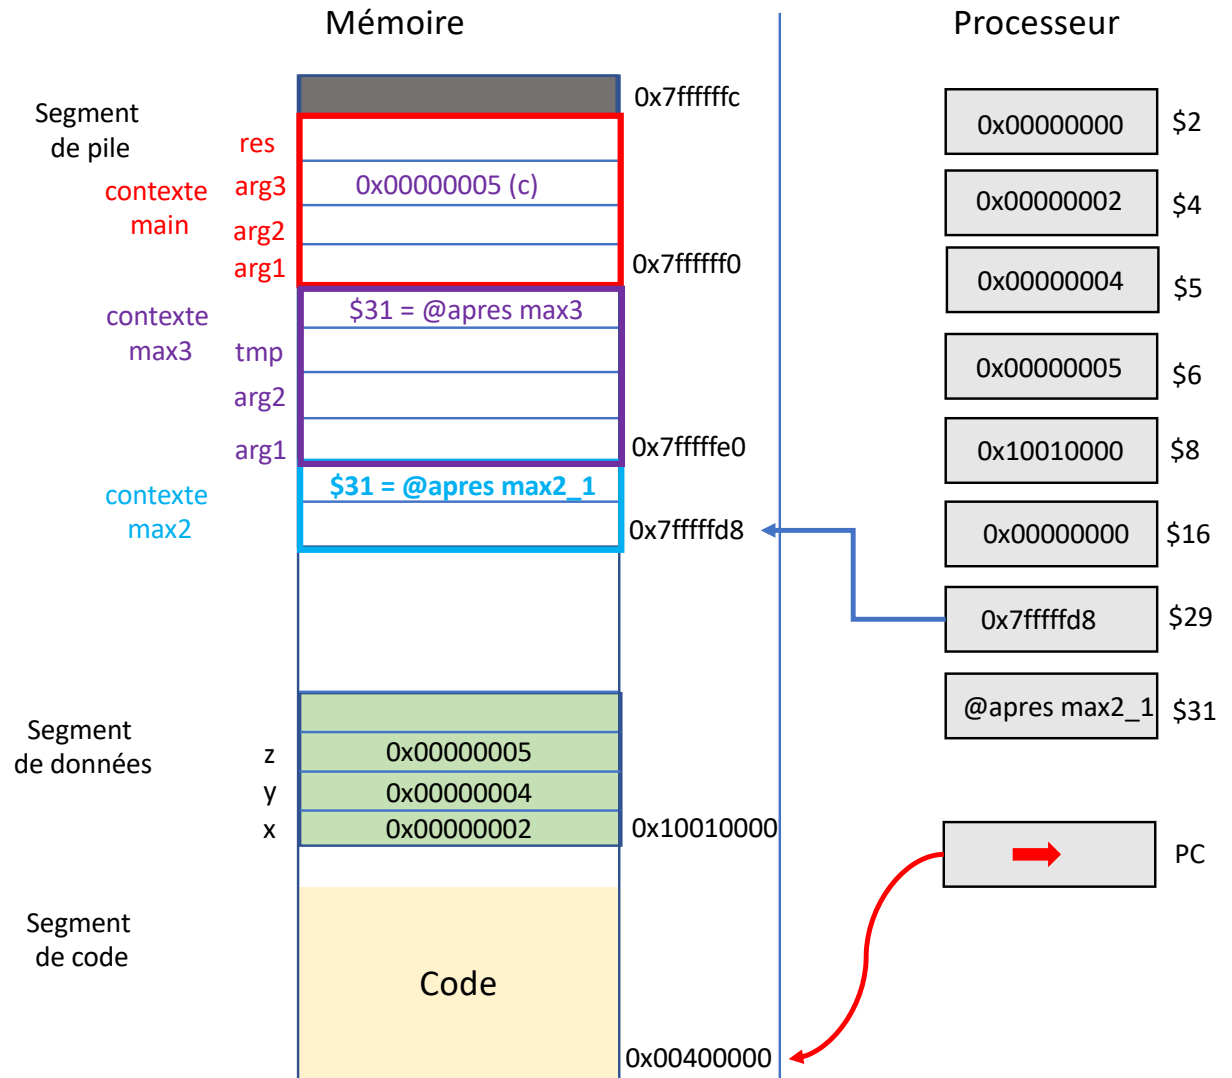 Mémoire
Processeur
Segment
de pile
0x7ffffffc
res
contexte
main
arg3
0x00000005 (c)
arg2
arg1
0x7ffffff0
contexte
max3
$31 = @apres max3
tmp
arg2
arg1
0x7fffffe0
contexte
max2
$31 = @apres max2_1
0x7fffffd8
Segment
de données
z
0x00000005
y
0x00000004
x
0x00000002
0x10010000
Segment
de code
Code
0x00400000
0x00000000
$2
0x00000002
$4
0x00000004
$5
0x00000005
$6
0x10010000
$8
0x00000000
$16
0x7fffffd8
$29
@apres max2_1
$31
PC